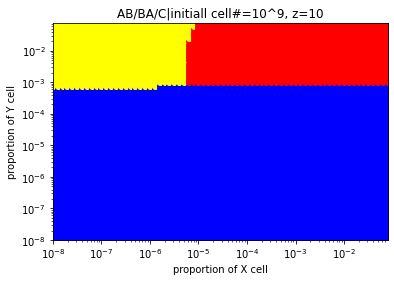 AB/BA/C|initiall cell#=10^9, z=10
proportion of Y cell
10⁻²
10⁻³
10⁻⁴
10⁻⁵
10⁻⁶
10⁻⁷
10⁻⁸
10⁻⁸ 10⁻⁷ 10⁻⁶ 10⁻⁵ 10⁻⁴ 10⁻³ 10⁻²
proportion of X cell